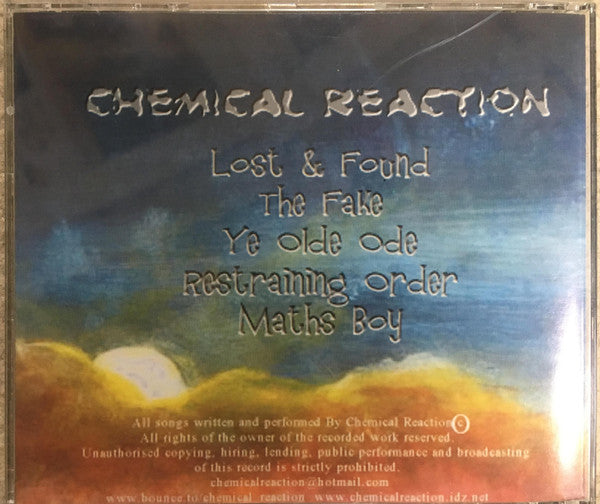 CHEMICAL REACTION
Lost & Found
The Fake
Ye Olde Ode
Restraining Order
Maths Boy
All songs written and performed By Chemical Reaction ©
All rights of the owner of the recorded work reserved.
Unauthorised copying, hiring, lending, public performance and broadcasting
of this record is strictly prohibited.
chemicalreaction@hotmail.com
www.bounce.to/chemical_reaction www.chemicalreaction.idz.net